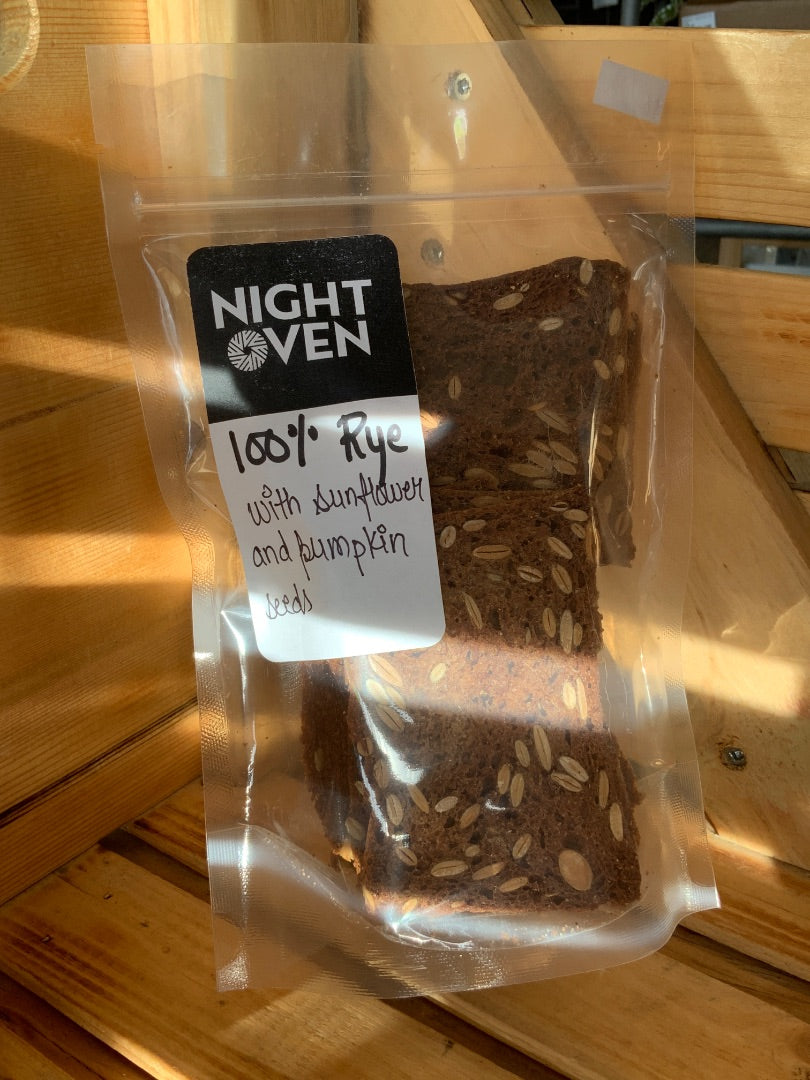 NIGHT
OVEN
100% Rye
with sunflower
and pumpkin
seeds